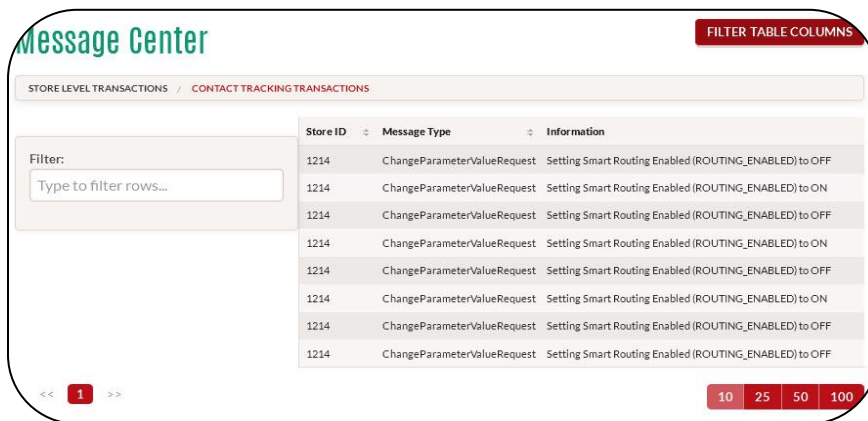 Message Center
FILTER TABLE COLUMNS
STORE LEVEL TRANSACTIONS / CONTACT TRACKING TRANSACTIONS
Filter:
Type to filter rows...
Store ID Message Type Information
1214 ChangeParameterValueRequest Setting Smart Routing Enabled (ROUTING_ENABLED) to OFF
1214 ChangeParameterValueRequest Setting Smart Routing Enabled (ROUTING_ENABLED) to ON
1214 ChangeParameterValueRequest Setting Smart Routing Enabled (ROUTING_ENABLED) to OFF
1214 ChangeParameterValueRequest Setting Smart Routing Enabled (ROUTING_ENABLED) to ON
1214 ChangeParameterValueRequest Setting Smart Routing Enabled (ROUTING_ENABLED) to OFF
1214 ChangeParameterValueRequest Setting Smart Routing Enabled (ROUTING_ENABLED) to ON
1214 ChangeParameterValueRequest Setting Smart Routing Enabled (ROUTING_ENABLED) to OFF
1214 ChangeParameterValueRequest Setting Smart Routing Enabled (ROUTING_ENABLED) to OFF
<< 1 >>
10 25 50 100